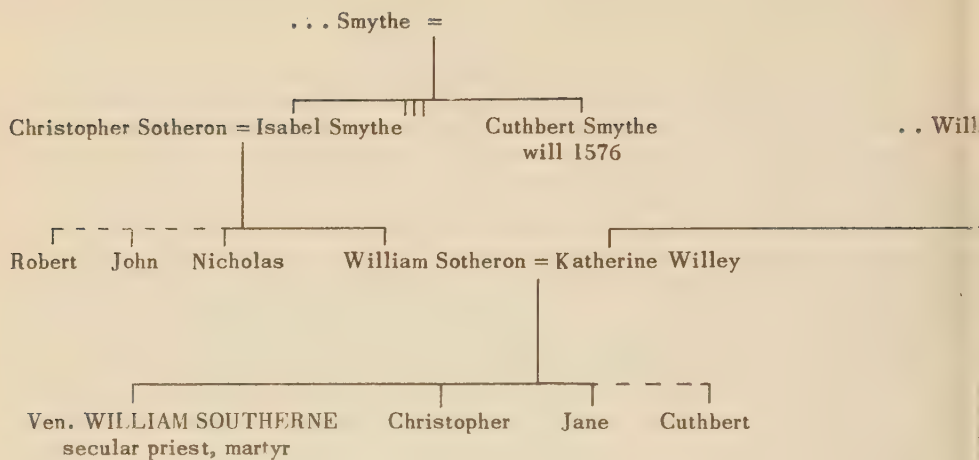 . . . Smythe =
Christopher Sotheron = Isabel Smythe Cuthbert Smythe . . Will
will 1576
Robert John Nicholas William Sotheron = Katherine Willey
Ven. WILLIAM SOUTHERNE Christopher Jane Cuthbert
secular priest, martyr